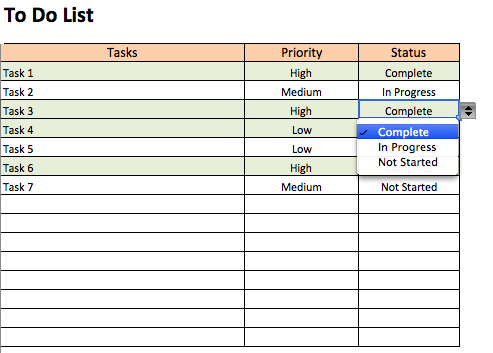 To Do List
Tasks Priority Status
Task 1 High Complete
Task 2 Medium In Progress
Task 3 High Complete
Task 4 Low ✓ Complete
Task 5 Low In Progress
Task 6 High Not Started
Task 7 Medium Not Started